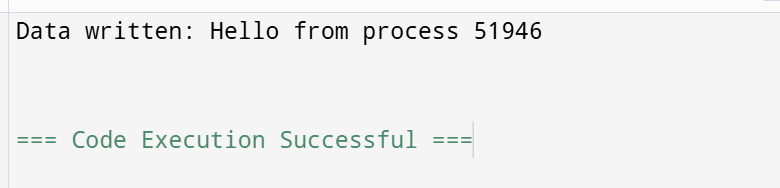 Data written: Hello from process 51946
=== Code Execution Successful ===